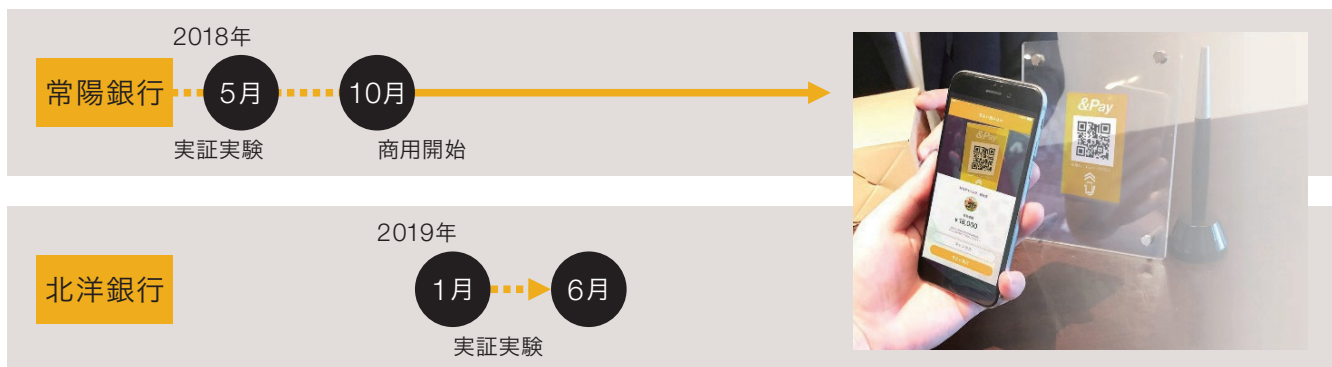 2018年
常陽銀行
5月
10月
実証実験
商用開始
2019年
北洋銀行
1月
6月
実証実験
&Pay
&Pay
¥ 18,000